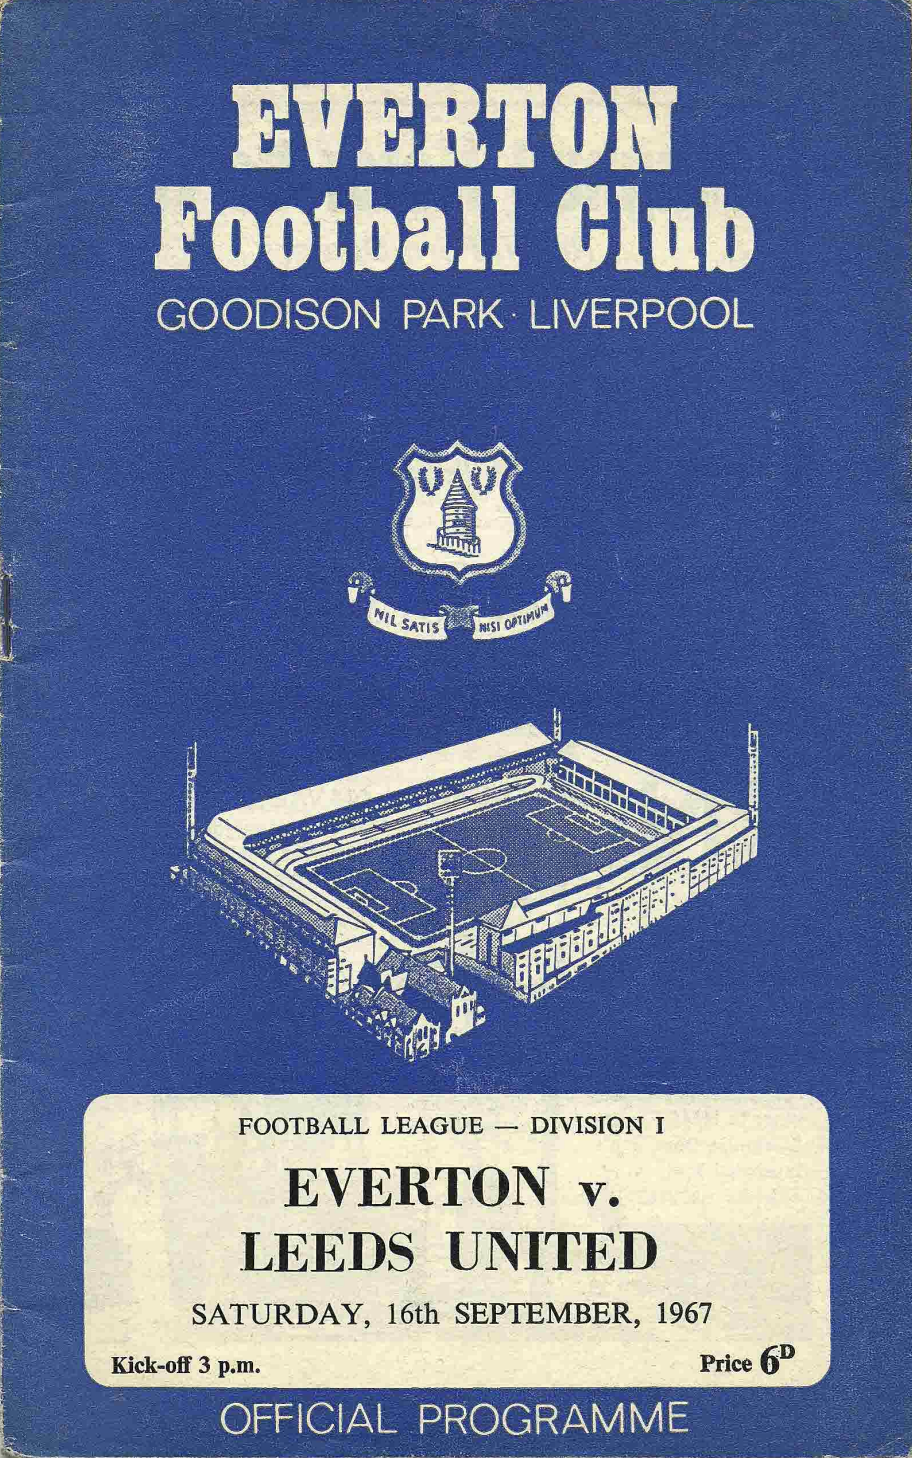 EVERTON
Football Club
GOODISON PARK · LIVERPOOL
NIL SATIS NISI OPTIMUM
FOOTBALL LEAGUE — DIVISION I
EVERTON v.
LEEDS UNITED
SATURDAY, 16th SEPTEMBER, 1967
Kick-off 3 p.m. Price 6D
OFFICIAL PROGRAMME